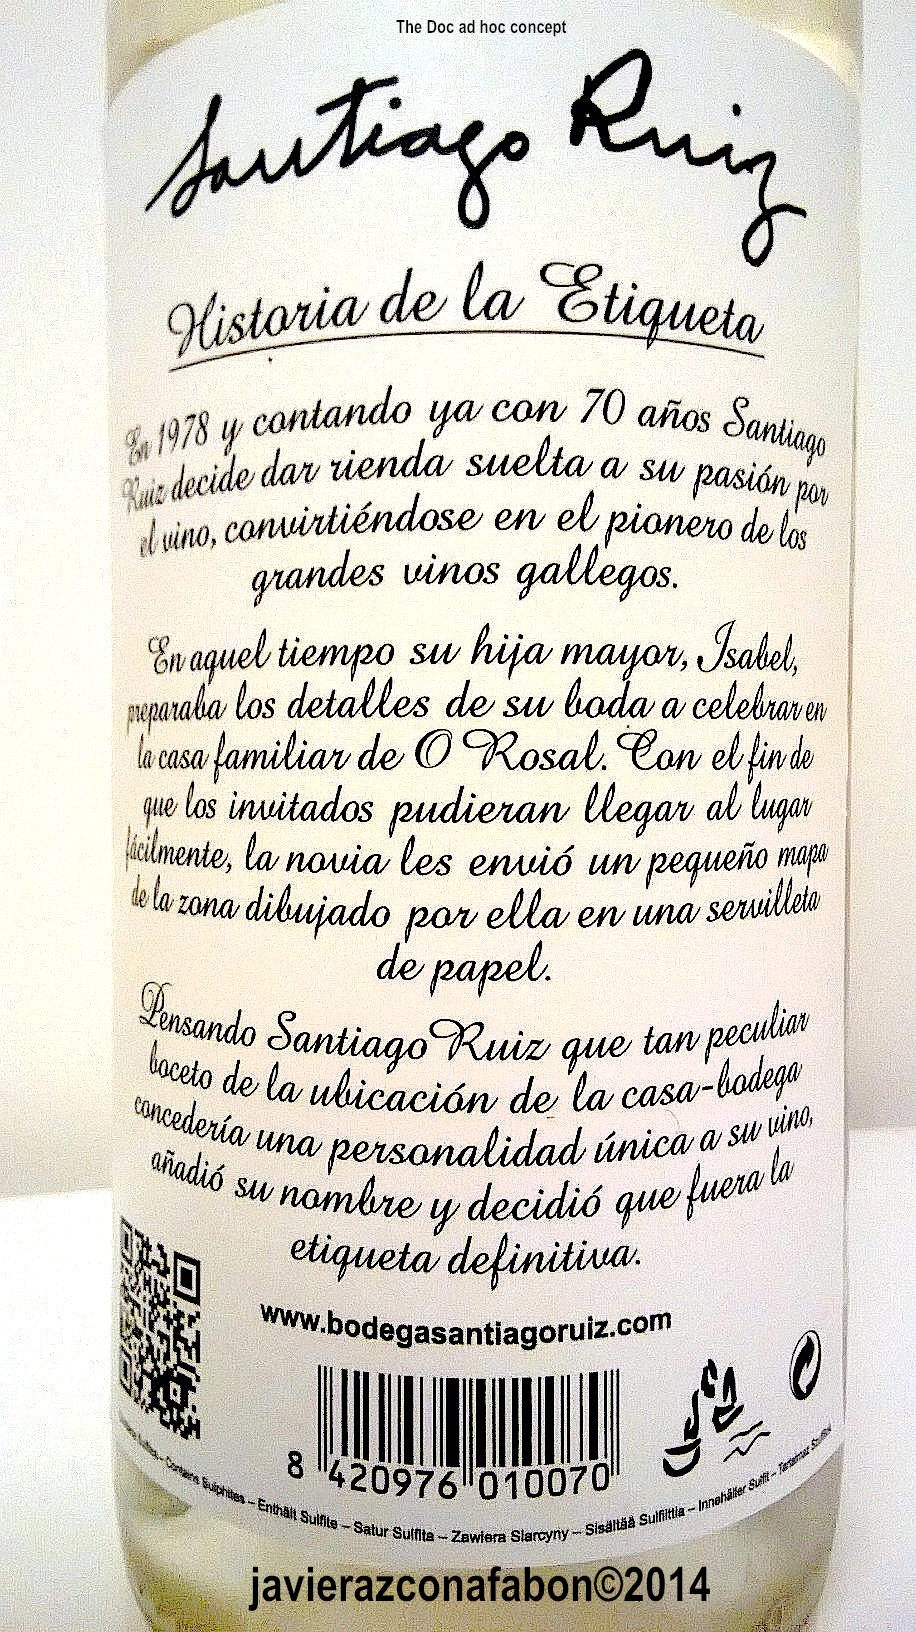 The Doc ad hoc concept
Santiago Ruiz
Historia de la Etiqueta
En 1978 y contando ya con 70 años Santiago
Ruiz decide dar rienda suelta a su pasión por
el vino, convirtiéndose en el pionero de los
grandes vinos gallegos.
En aquel tiempo su hija mayor, Isabel,
preparaba los detalles de su boda a celebrar en
la casa familiar de O Rosal. Con el fin de
que los invitados pudieran llegar al lugar
fácilmente, la novia les envió un pequeño mapa
de la zona dibujado por ella en una servilleta
de papel.
Pensando Santiago Ruiz que tan peculiar
boceto de la ubicación de la casa-bodega
concedería una personalidad única a su vino,
añadió su nombre y decidió que fuera la
etiqueta definitiva.
www.bodegasantiagoruiz.com
8 420976 010070
Contains Sulphites – Enthält Sulfite – Satur Sulfīta – Zawiera Siarcyny – Sisältää Sulfiittia – Innehåller Sulfit –
javierazconafabon©2014